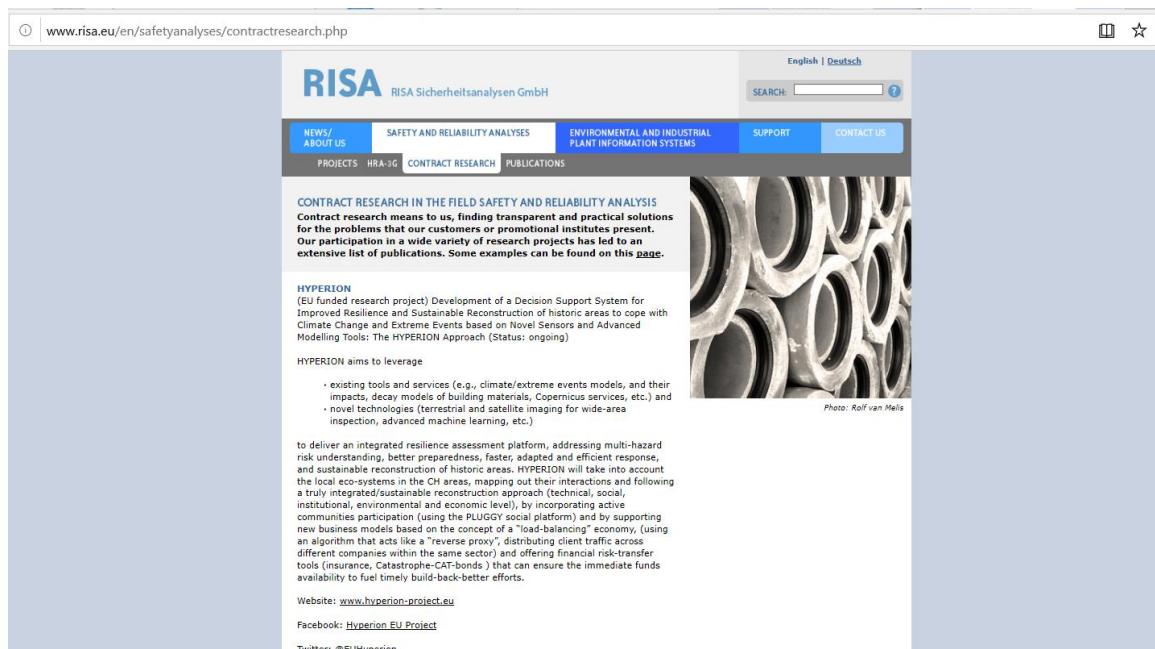 www.risa.eu/en/safetyanalyses/contractresearch.php
English | Deutsch
RISA RISA Sicherheitsanalysen GmbH
SEARCH: ?
NEWS/
ABOUT US
SAFETY AND RELIABILITY ANALYSES
ENVIRONMENTAL AND INDUSTRIAL
PLANT INFORMATION SYSTEMS
SUPPORT
CONTACT US
PROJECTS HRA-3G CONTRACT RESEARCH PUBLICATIONS
CONTRACT RESEARCH IN THE FIELD SAFETY AND RELIABILITY ANALYSIS
Contract research means to us, finding transparent and practical solutions
for the problems that our customers or promotional institutes present.
Our participation in a wide variety of research projects has led to an
extensive list of publications. Some examples can be found on this page.
HYPERION
(EU funded research project) Development of a Decision Support System for
Improved Resilience and Sustainable Reconstruction of historic areas to cope with
Climate Change and Extreme Events based on Novel Sensors and Advanced
Modelling Tools: The HYPERION Approach (Status: ongoing)
HYPERION aims to leverage
• existing tools and services (e.g., climate/extreme events models, and their
impacts, decay models of building materials, Copernicus services, etc.) and
• novel technologies (terrestrial and satellite imaging for wide-area
inspection, advanced machine learning, etc.)
Photo: Rolf van Melis
to deliver an integrated resilience assessment platform, addressing multi-hazard
risk understanding, better preparedness, faster, adapted and efficient response,
and sustainable reconstruction of historic areas. HYPERION will take into account
the local eco-systems in the CH areas, mapping out their interactions and following
a truly integrated/sustainable reconstruction approach (technical, social,
institutional, environmental and economic level), by incorporating active
communities participation (using the PLUGGY social platform) and by supporting
new business models based on the concept of a "load-balancing" economy, (using
an algorithm that acts like a "reverse proxy", distributing client traffic across
different companies within the same sector) and offering financial risk-transfer
tools (insurance, Catastrophe-CAT-bonds ) that can ensure the immediate funds
availability to fuel timely build-back-better efforts.
Website: www.hyperion-project.eu
Facebook: Hyperion EU Project
Twitter: @EUHyperion